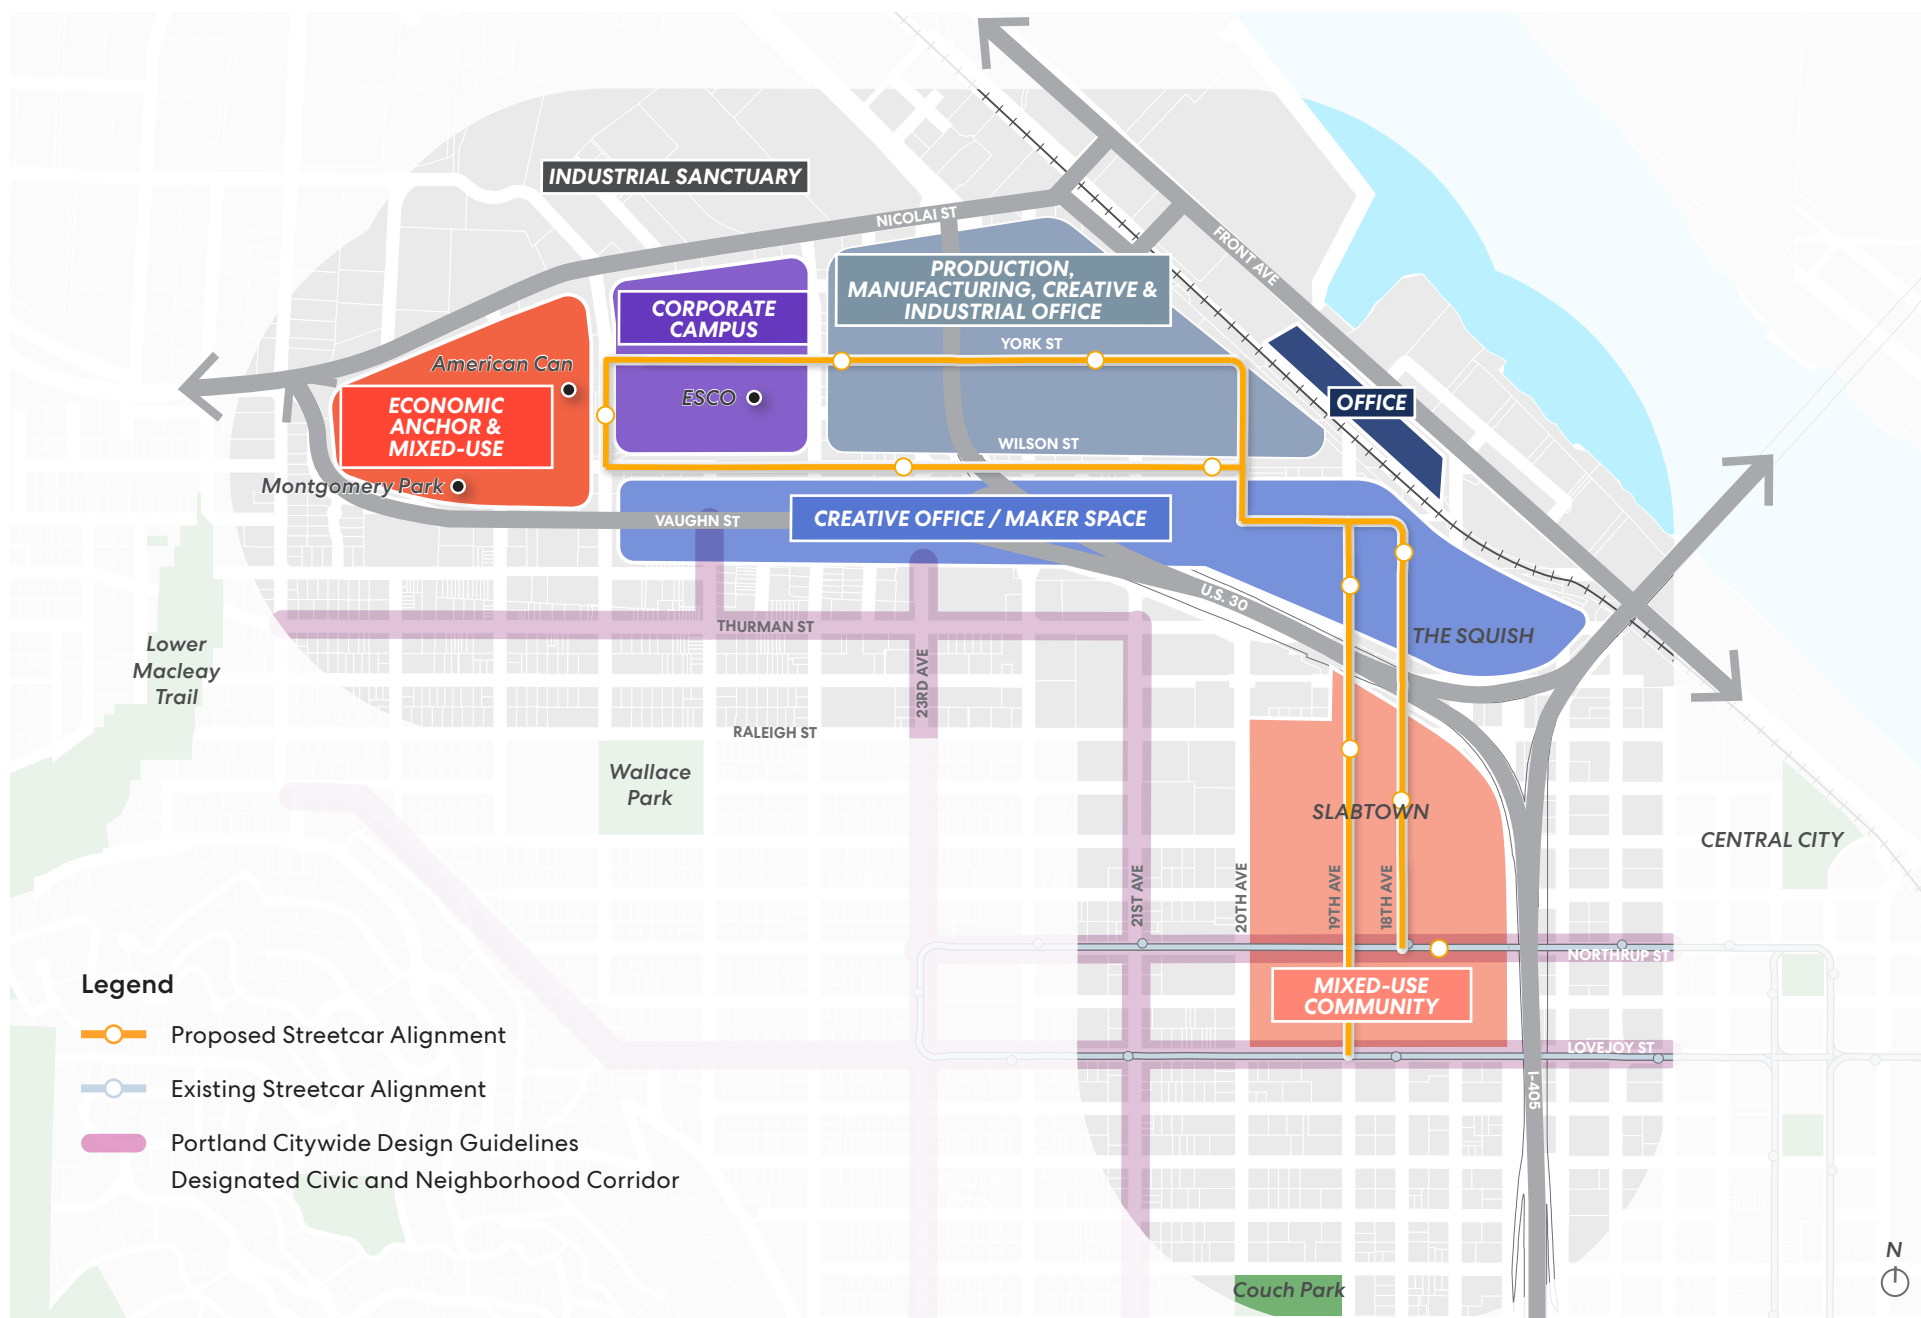 INDUSTRIAL SANCTUARY
NICOLAI ST
FRONT AVE
PRODUCTION,
MANUFACTURING, CREATIVE &
INDUSTRIAL OFFICE
CORPORATE
CAMPUS
YORK ST
American Can
ESCO
OFFICE
ECONOMIC
ANCHOR &
MIXED-USE
WILSON ST
Montgomery Park
VAUGHN ST
CREATIVE OFFICE / MAKER SPACE
U.S. 30
THURMAN ST
THE SQUISH
Lower
Macleay
Trail
23RD AVE
RALEIGH ST
Wallace
Park
SLABTOWN
CENTRAL CITY
21ST AVE
20TH AVE
19TH AVE
18TH AVE
NORTHRUP ST
MIXED-USE
COMMUNITY
LOVEJOY ST
I-405
Legend
Proposed Streetcar Alignment
Existing Streetcar Alignment
Portland Citywide Design Guidelines
Designated Civic and Neighborhood Corridor
Couch Park
N